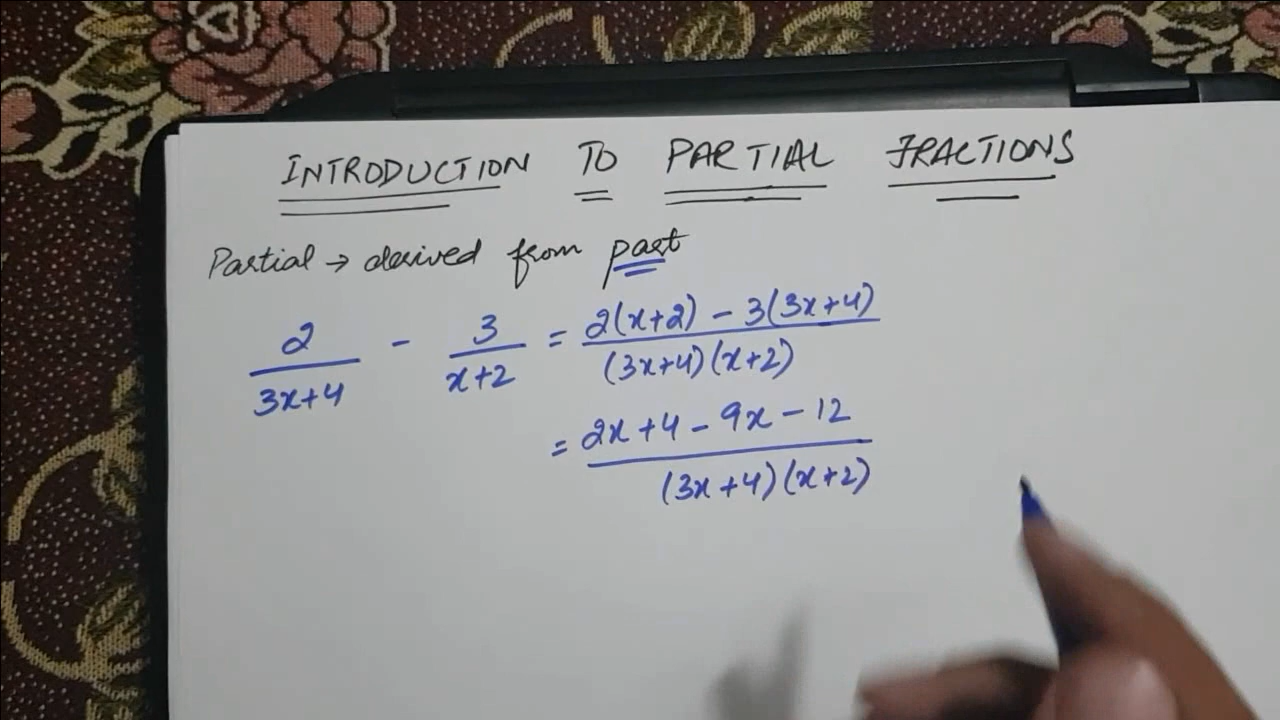 INTRODUCTION TO PARTIAL FRACTIONS
Partial → derived from part
2/(3x+4) - 3/(x+2) = (2(x+2) - 3(3x+4))/((3x+4)(x+2))
= (2x+4-9x-12)/((3x+4)(x+2))